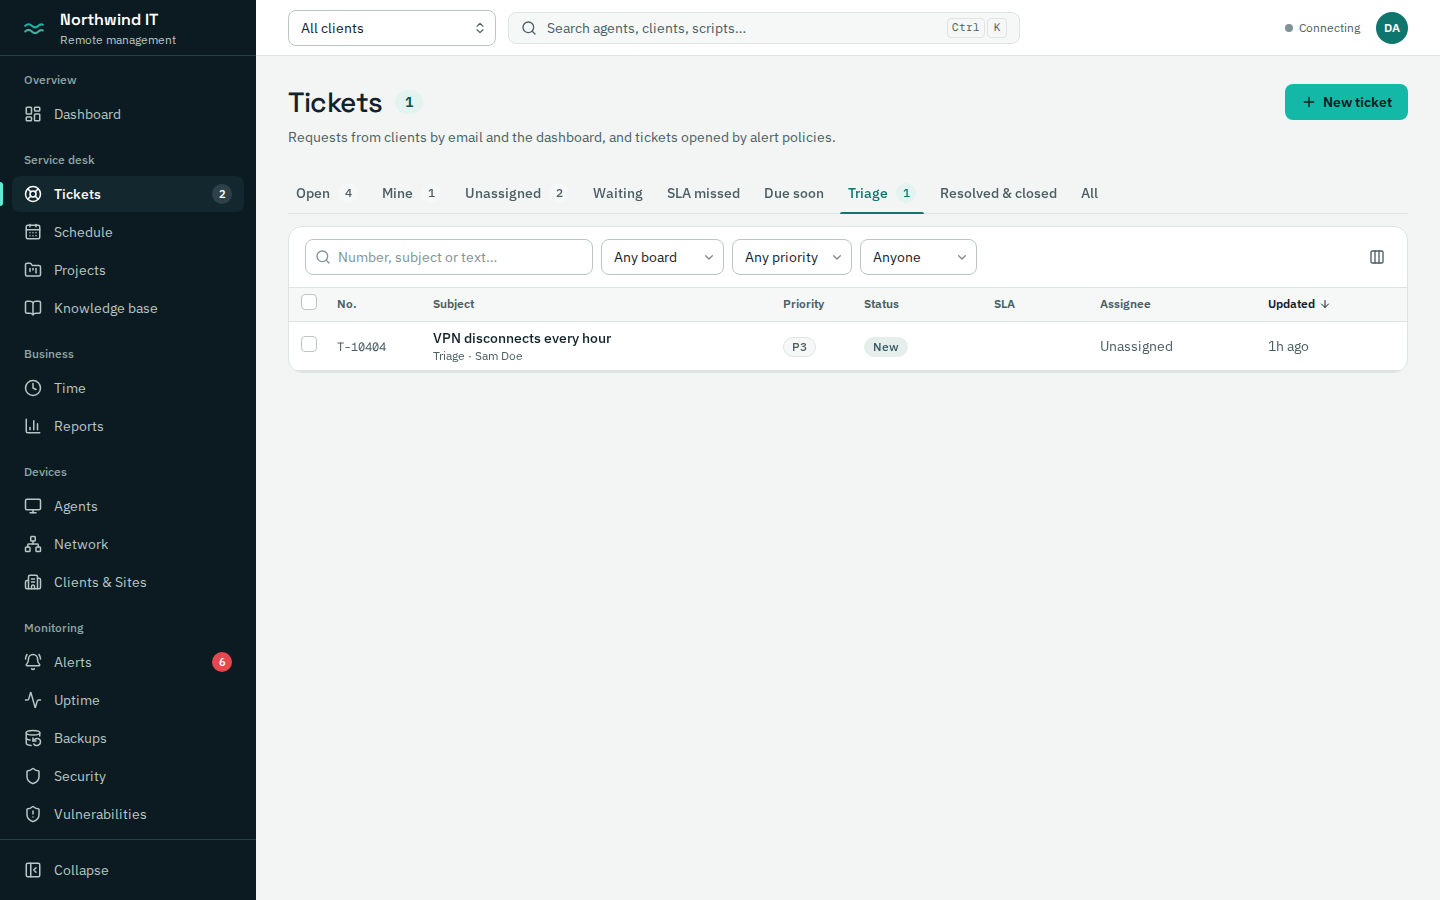 Northwind IT
Remote management
All clients
Search agents, clients, scripts...
Ctrl K
Connecting
DA
Overview
Dashboard
Service desk
Tickets 2
Schedule
Projects
Knowledge base
Business
Time
Reports
Devices
Agents
Network
Clients & Sites
Monitoring
Alerts 6
Uptime
Backups
Security
Vulnerabilities
Collapse
Tickets 1
New ticket
Requests from clients by email and the dashboard, and tickets opened by alert policies.
Open 4 Mine 1 Unassigned 2 Waiting SLA missed Due soon Triage 1 Resolved & closed All
Number, subject or text... Any board Any priority Anyone
No. Subject Priority Status SLA Assignee Updated
T-10404 VPN disconnects every hour P3 New Unassigned 1h ago
Triage · Sam Doe